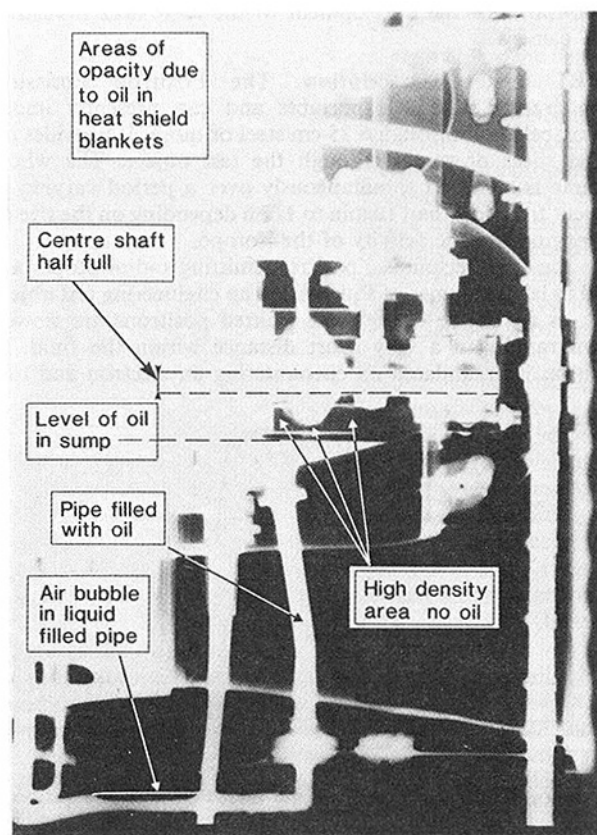 Areas of
opacity due
to oil in
heat shield
blankets
Centre shaft
half full
Level of oil
in sump
Pipe filled
with oil
High density
area no oil
Air bubble
in liquid
filled pipe